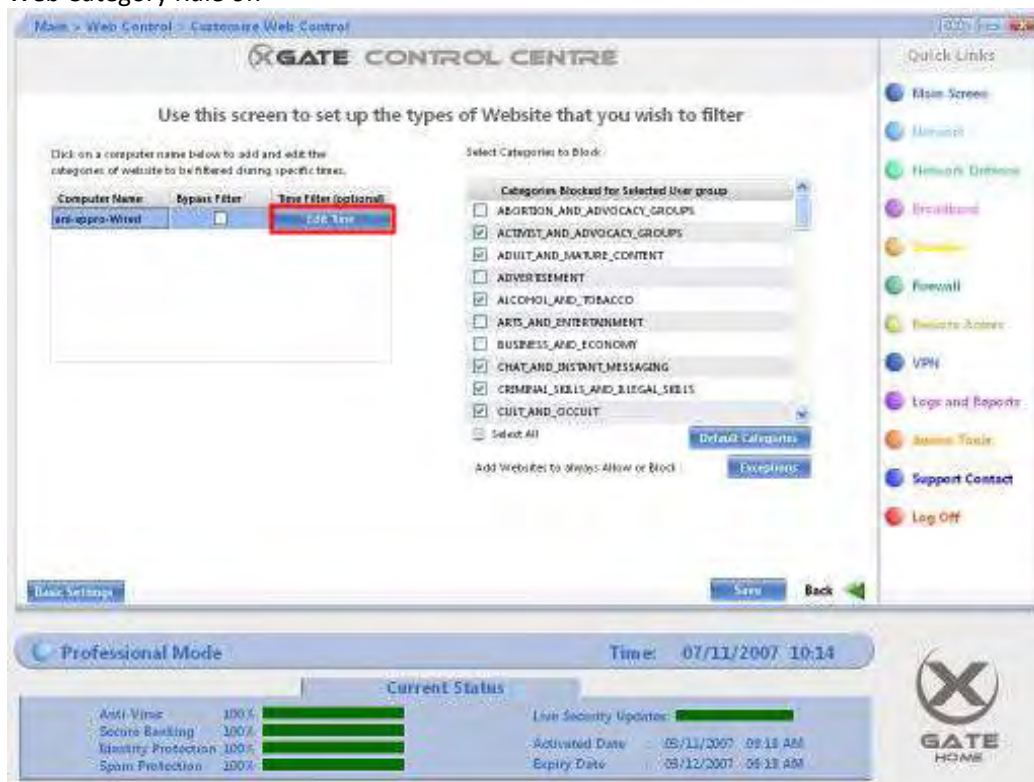 Web Category Rule on
Main > Web Control > Customize Web Control
XGATE CONTROL CENTRE
Use this screen to set up the types of Website that you wish to filter
Click on a computer name below to add and edit the
categories of website to be filtered during specific times.
Computer Name Bypass Filter Time Filter (optional)
Edit Time
Select Categories to Block
Categories Blocked for Selected User group
ABORTION_AND_ADVOCACY_GROUPS
ACTIVIST_AND_ADVOCACY_GROUPS
ADULT_AND_MATURE_CONTENT
ADVERTISEMENT
ALCOHOL_AND_TOBACCO
ARTS_AND_ENTERTAINMENT
BUSINESS_AND_ECONOMY
CHAT_AND_INSTANT_MESSAGING
CRIMINAL_SKILLS_AND_ILLEGAL_SKILLS
CULT_AND_OCCULT
Select All
Default Categories
Add Websites to always Allow or Block
Exceptions
Basic Settings
Save
Back
Quick Links
Main Screen
Network
Broadband
Firewall
Remote Access
VPN
Logs and Reports
Support Contact
Log Off
Professional Mode
Time: 07/11/2007 10:14
Current Status
Anti-Virus 100%
Secure Banking 100%
Identity Protection 100%
Spam Protection 100%
Live Security Updates:
Activated Date
Expiry Date
GATE
HOME